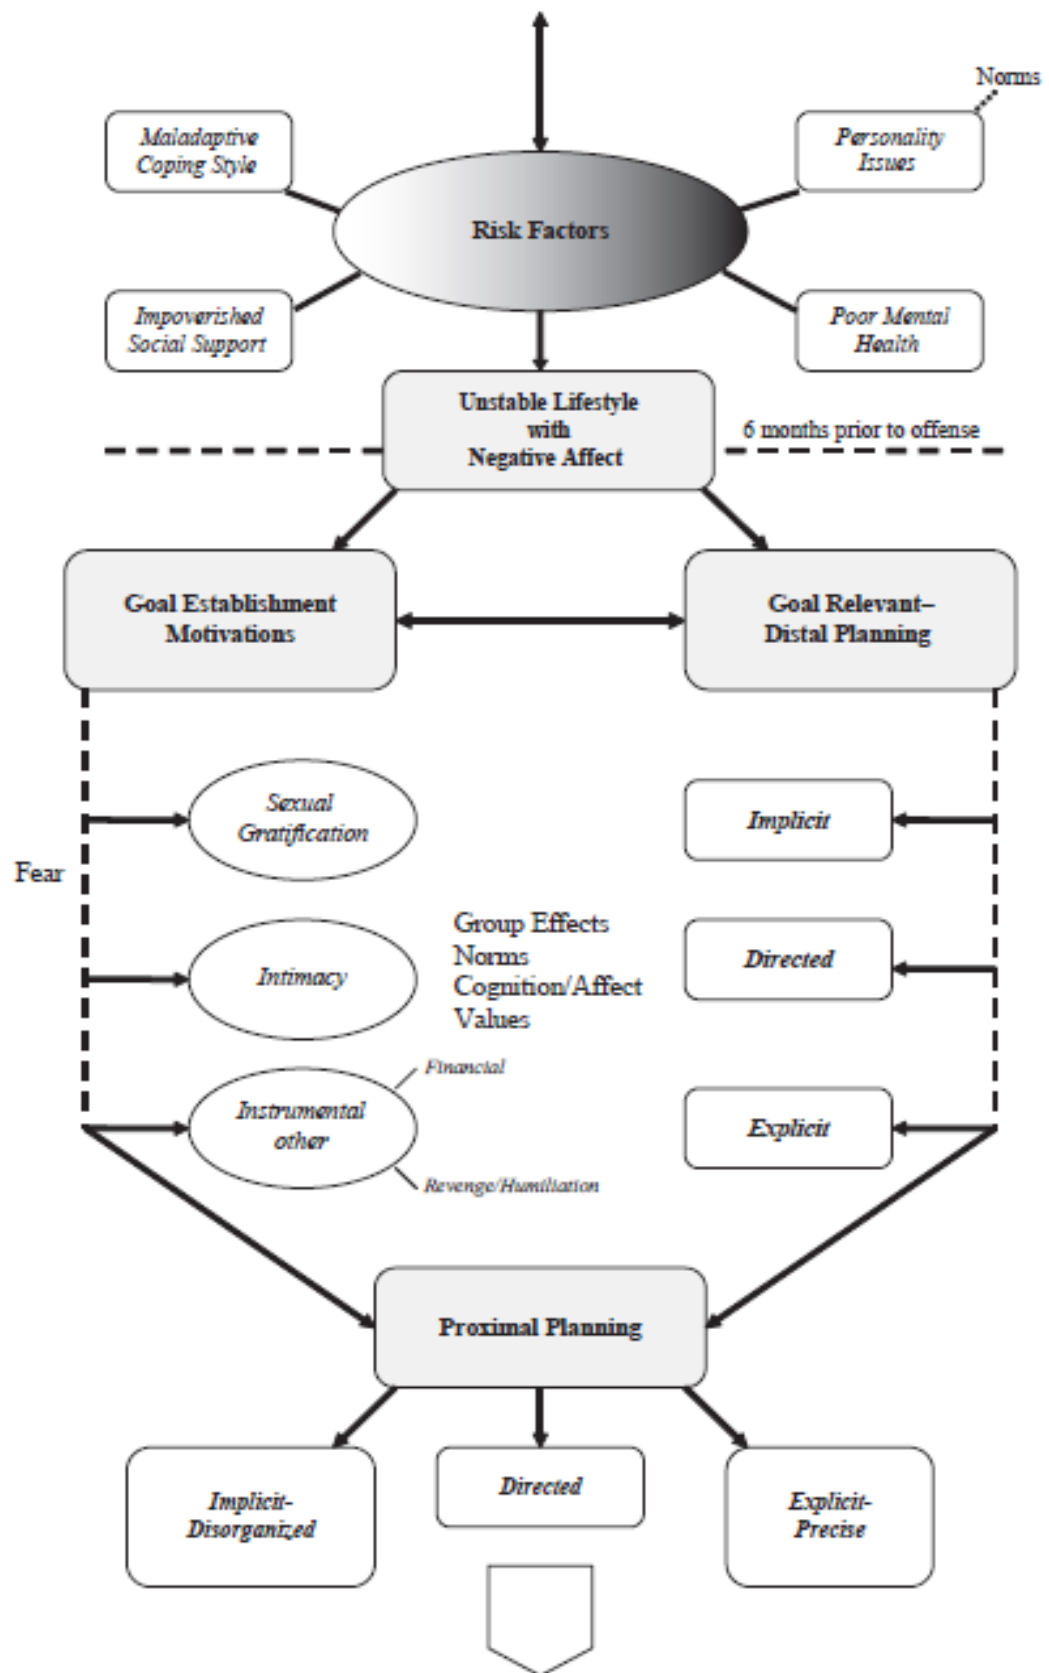 Norms
Maladaptive
Coping Style
Personality
Issues
Risk Factors
Impoverished
Social Support
Poor Mental
Health
Unstable Lifestyle
with
Negative Affect
6 months prior to offense
Goal Establishment
Motivations
Goal Relevant–
Distal Planning
Sexual
Gratification
Implicit
Fear
Group Effects
Norms
Cognition/Affect
Values
Intimacy
Directed
Financial
Instrumental
other
Explicit
Revenge/Humiliation
Proximal Planning
Implicit-
Disorganized
Directed
Explicit-
Precise